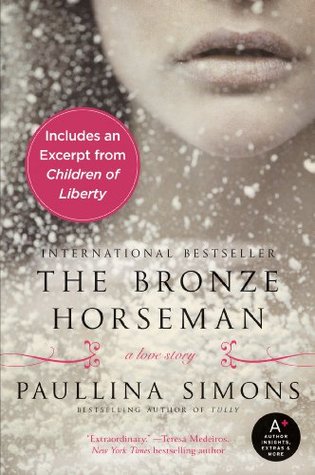 Includes an
Excerpt from
Children of
Liberty
INTERNATIONAL BESTSELLER
THE BRONZE
HORSEMAN
a love story
PAULLINA SIMONS
BESTSELLING AUTHOR OF TULLY
"Extraordinary."—Teresa Medeiros,
New York Times bestselling author
A+
AUTHOR
INSIGHTS,
EXTRAS &
MORE